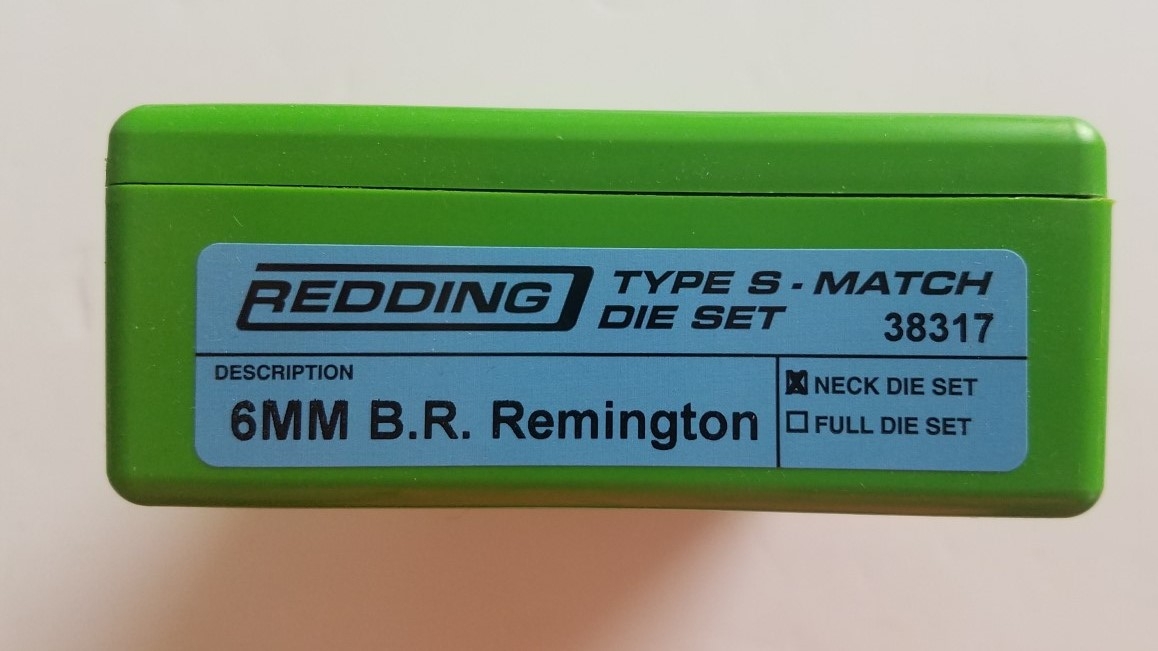 REDDING TYPE S - MATCH
DIE SET
38317
DESCRIPTION
6MM B.R. Remington
☒ NECK DIE SET
☐ FULL DIE SET